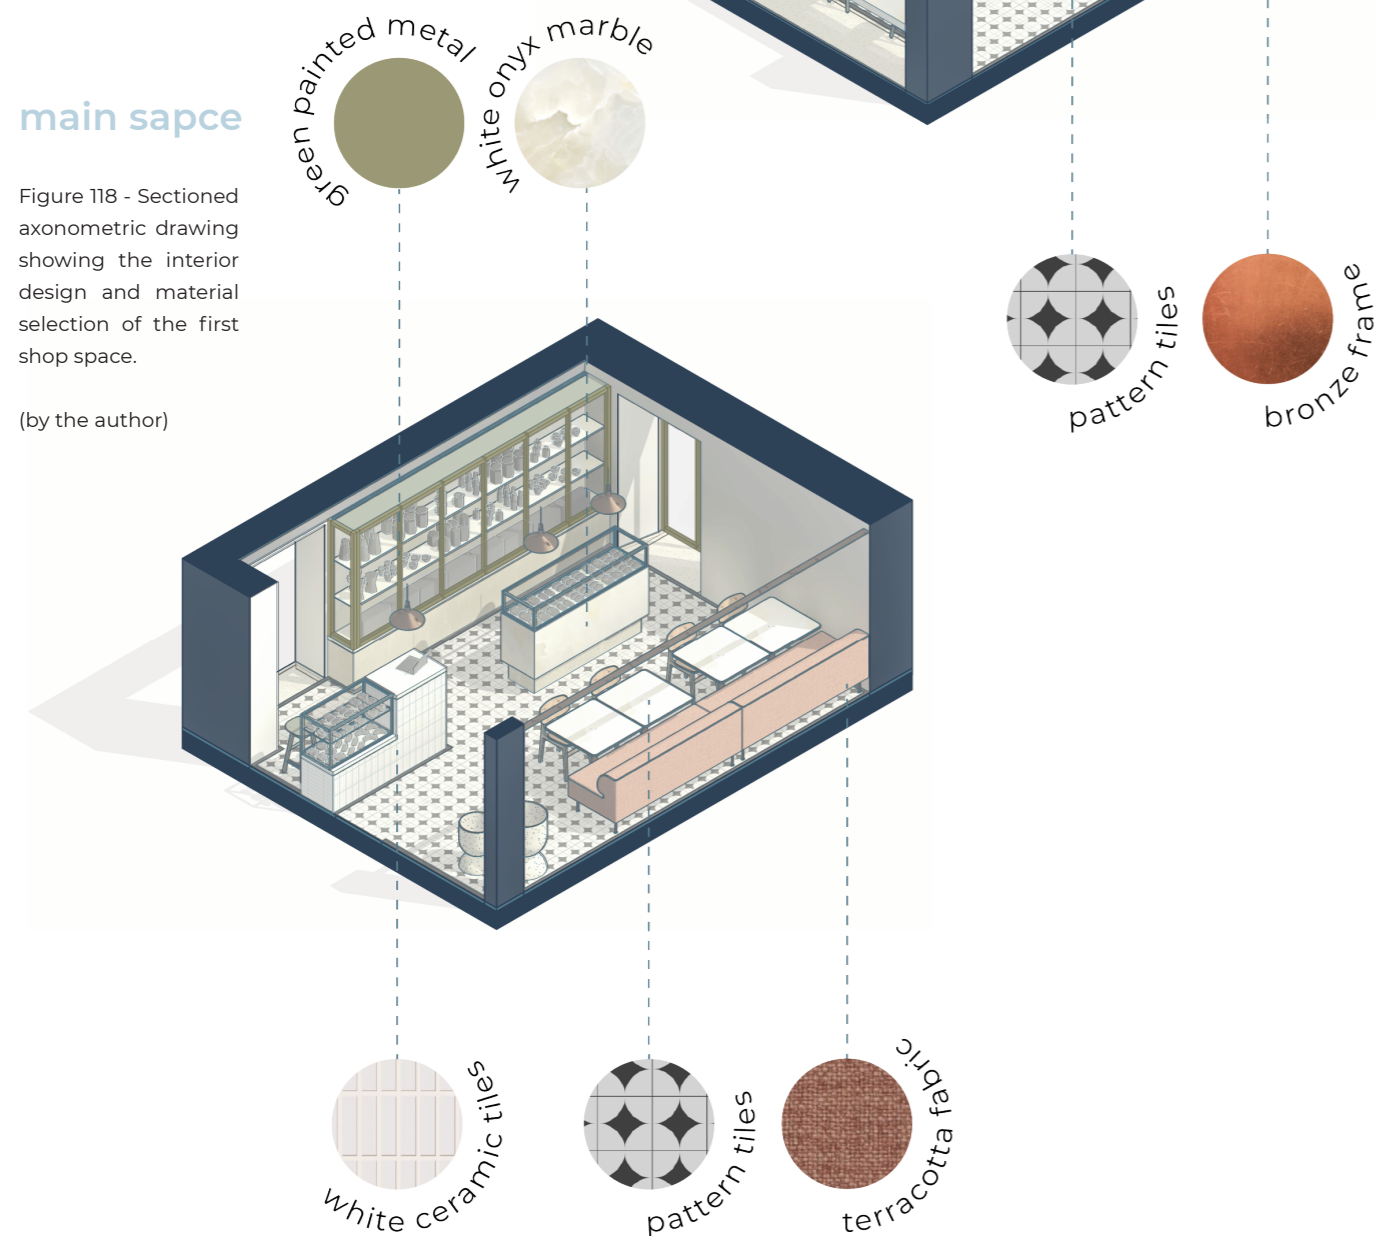 green painted metal
white onyx marble
main sapce
Figure 118 - Sectioned
axonometric drawing
showing the interior
design and material
selection of the first
shop space.
(by the author)
pattern tiles
bronze frame
white ceramic tiles
pattern tiles
terracotta fabric